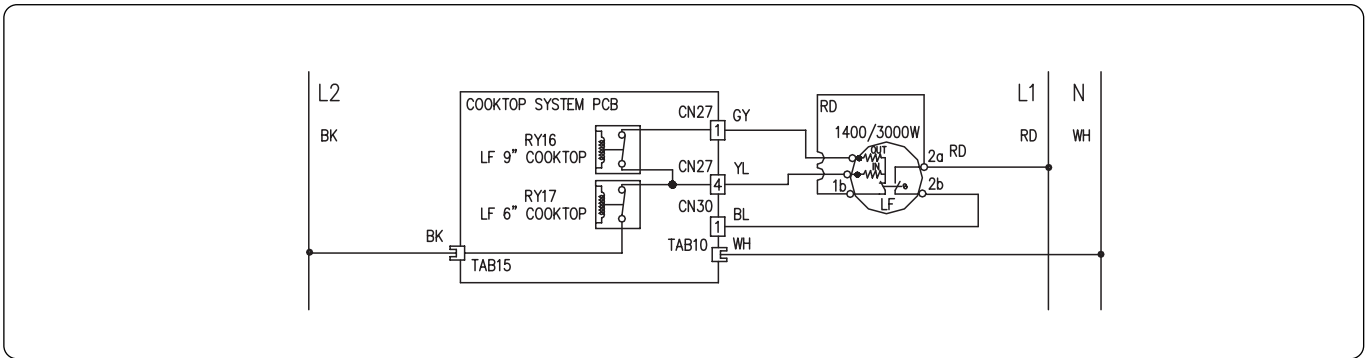 L2
BK
COOKTOP SYSTEM PCB
RY16
LF 9" COOKTOP
RY17
LF 6" COOKTOP
BK
TAB15
CN27
1
GY
CN27
4
YL
CN30
1
BL
TAB10
WH
RD
1400/3000W
OUT
IN
2a
RD
1b
2b
LF
L1
N
RD
WH